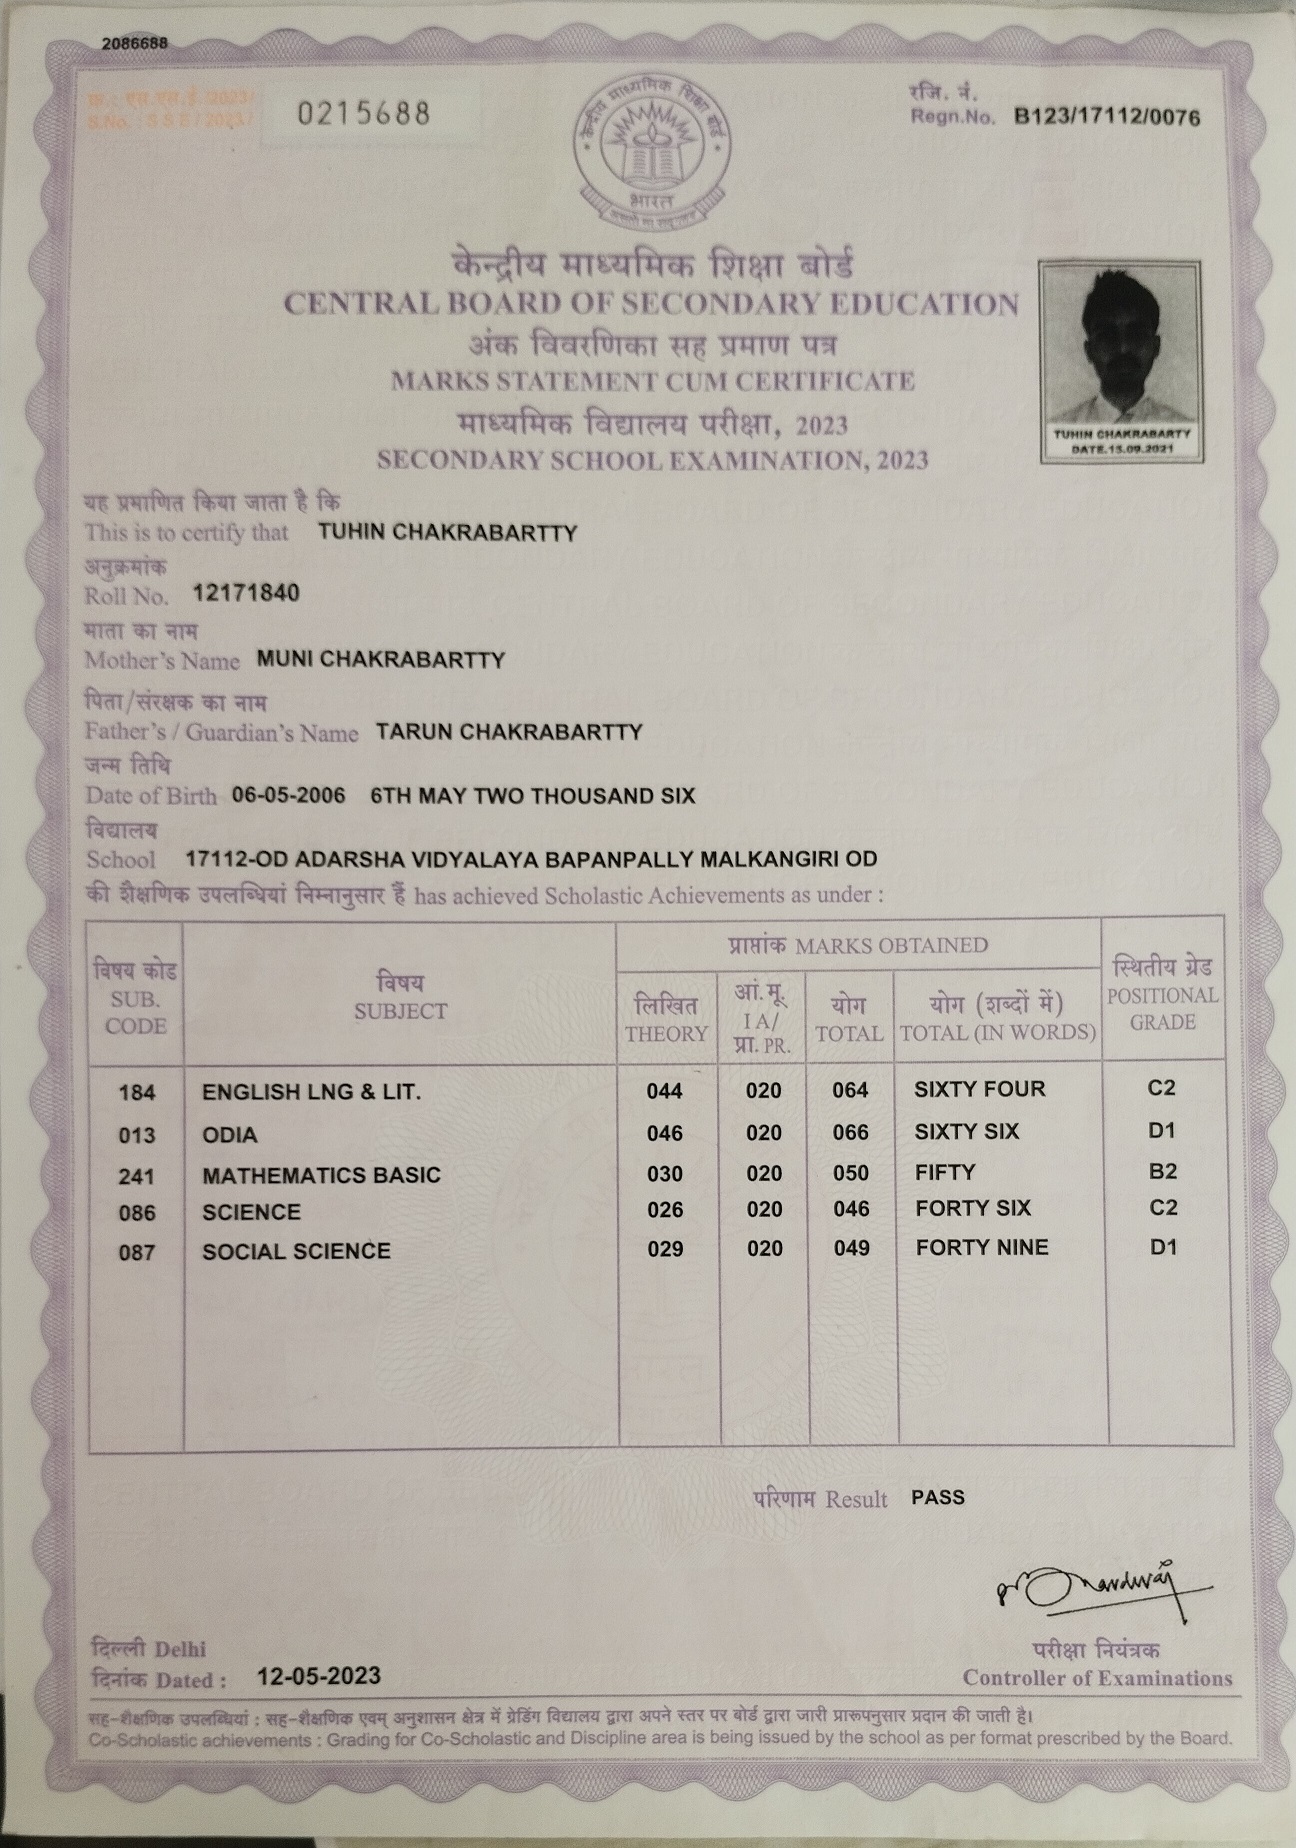 2086688
क्र.: एस.एस.ई./2023/
S.No. : S S E / 2023 /
0215688
रजि. नं.
Regn.No. B123/17112/0076
केन्द्रीय माध्यमिक शिक्षा बोर्ड
भारत
केन्द्रीय माध्यमिक शिक्षा बोर्ड
CENTRAL BOARD OF SECONDARY EDUCATION
अंक विवरणिका सह प्रमाण पत्र
MARKS STATEMENT CUM CERTIFICATE
माध्यमिक विद्यालय परीक्षा, 2023
SECONDARY SCHOOL EXAMINATION, 2023
TUHIN CHAKRABARTY
DATE.15.09.2021
यह प्रमाणित किया जाता है कि
This is to certify that TUHIN CHAKRABARTTY
अनुक्रमांक
Roll No. 12171840
माता का नाम
Mother's Name MUNI CHAKRABARTTY
पिता/संरक्षक का नाम
Father's / Guardian's Name TARUN CHAKRABARTTY
जन्म तिथि
Date of Birth 06-05-2006 6TH MAY TWO THOUSAND SIX
विद्यालय
School 17112-OD ADARSHA VIDYALAYA BAPANPALLY MALKANGIRI OD
की शैक्षणिक उपलब्धियां निम्नानुसार हैं has achieved Scholastic Achievements as under :
विषय कोड
SUB.
CODE
विषय
SUBJECT
प्राप्तांक MARKS OBTAINED
लिखित
THEORY
आं.मू.
I A/
प्रा. PR.
योग
TOTAL
योग (शब्दों में)
TOTAL (IN WORDS)
स्थितीय ग्रेड
POSITIONAL
GRADE
184 ENGLISH LNG & LIT. 044 020 064 SIXTY FOUR C2
013 ODIA 046 020 066 SIXTY SIX D1
241 MATHEMATICS BASIC 030 020 050 FIFTY B2
086 SCIENCE 026 020 046 FORTY SIX C2
087 SOCIAL SCIENCE 029 020 049 FORTY NINE D1
परिणाम Result PASS
दिल्ली Delhi
दिनांक Dated : 12-05-2023
परीक्षा नियंत्रक
Controller of Examinations
सह-शैक्षणिक उपलब्धियां : सह-शैक्षणिक एवम् अनुशासन क्षेत्र में ग्रेडिंग विद्यालय द्वारा अपने स्तर पर बोर्ड द्वारा जारी प्रारूपनुसार प्रदान की जाती है।
Co-Scholastic achievements : Grading for Co-Scholastic and Discipline area is being issued by the school as per format prescribed by the Board.